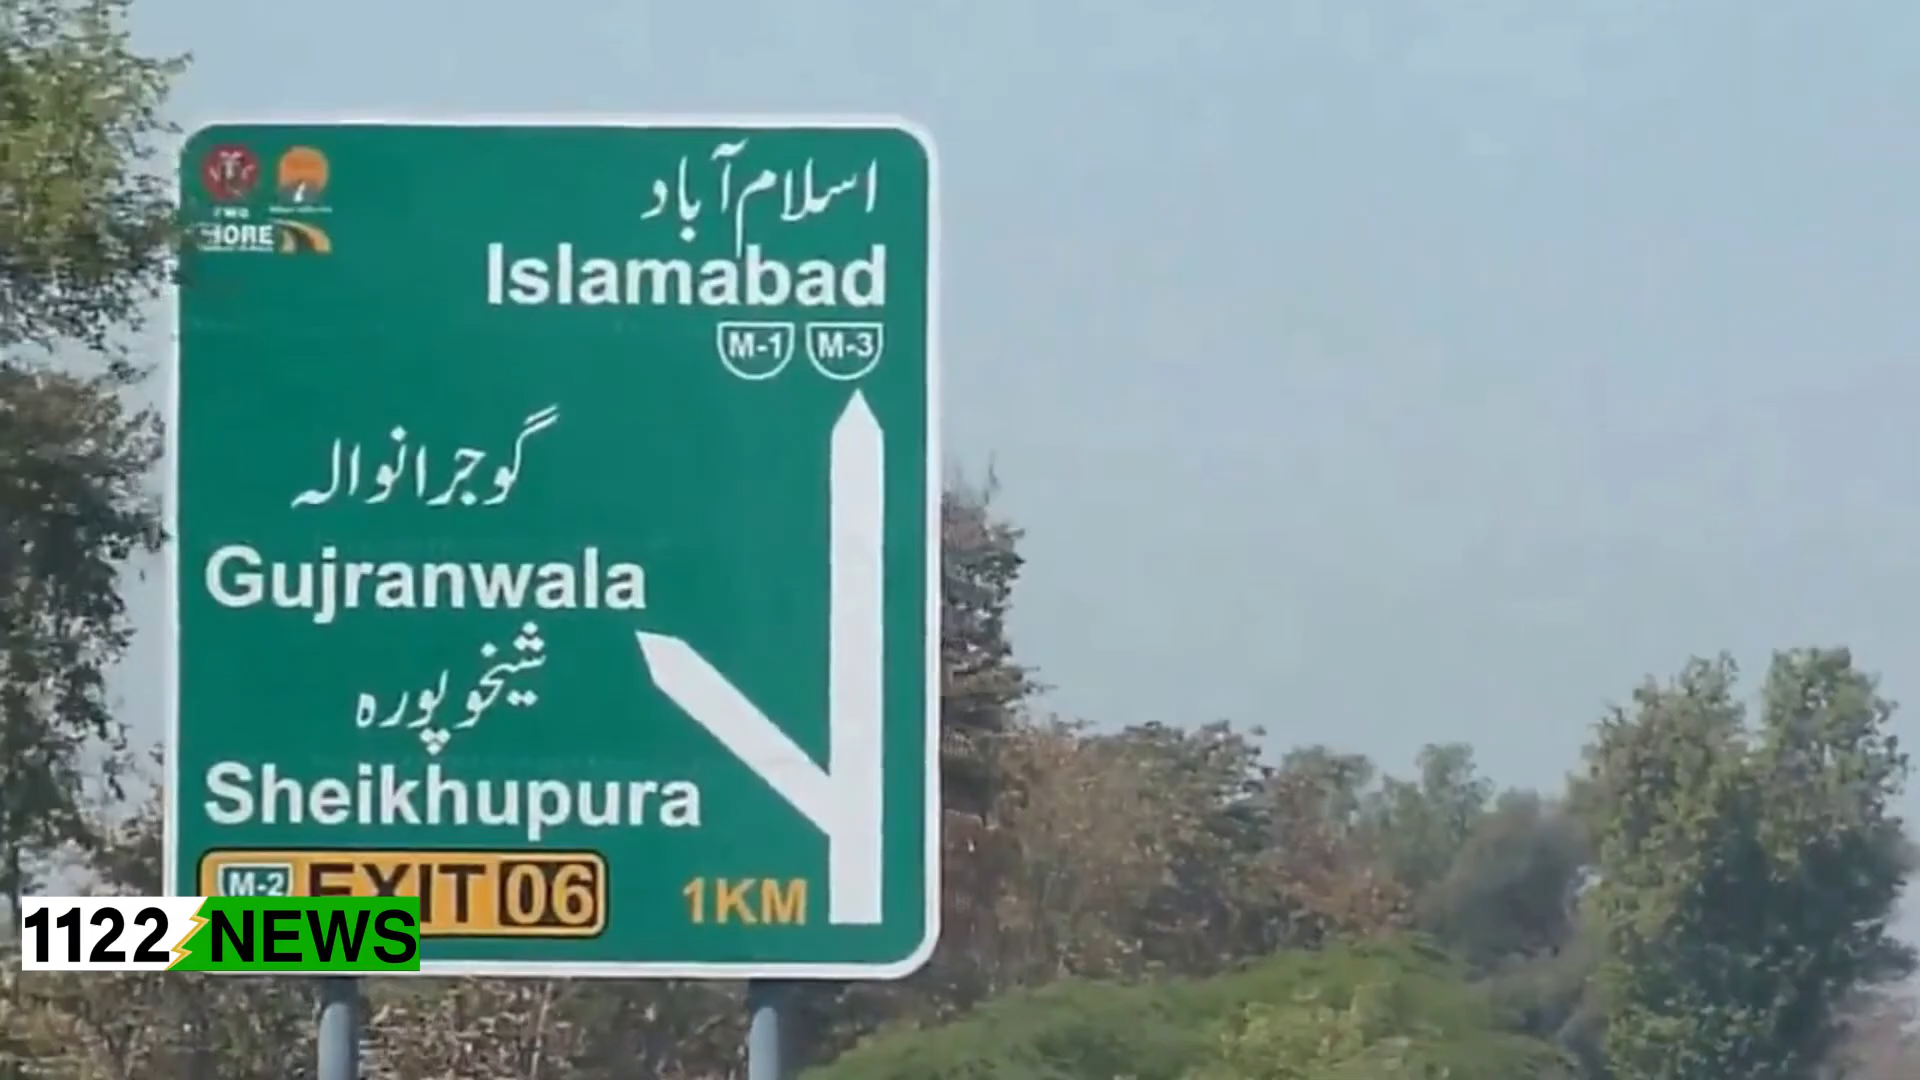 اسلام آباد
Islamabad
M-1 M-3
گوجرانوالہ
Gujranwala
شیخوپورہ
Sheikhupura
M-2 EXIT 06
1KM
1122 NEWS